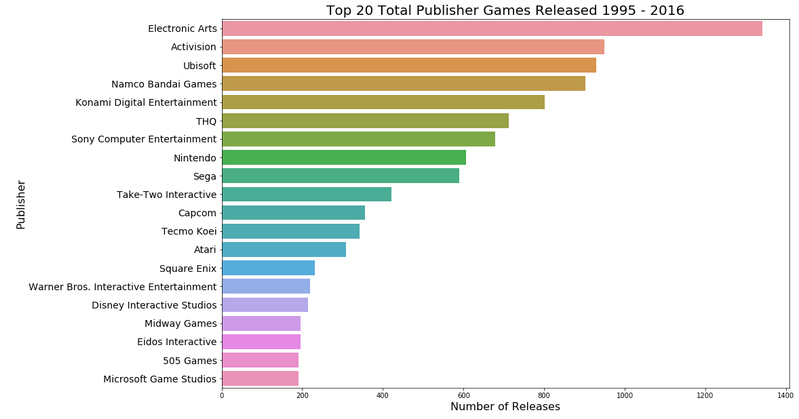 Top 20 Total Publisher Games Released 1995 - 2016
Publisher
Electronic Arts
Activision
Ubisoft
Namco Bandai Games
Konami Digital Entertainment
THQ
Sony Computer Entertainment
Nintendo
Sega
Take-Two Interactive
Capcom
Tecmo Koei
Atari
Square Enix
Warner Bros. Interactive Entertainment
Disney Interactive Studios
Midway Games
Eidos Interactive
505 Games
Microsoft Game Studios
0 200 400 600 800 1000 1200 1400
Number of Releases